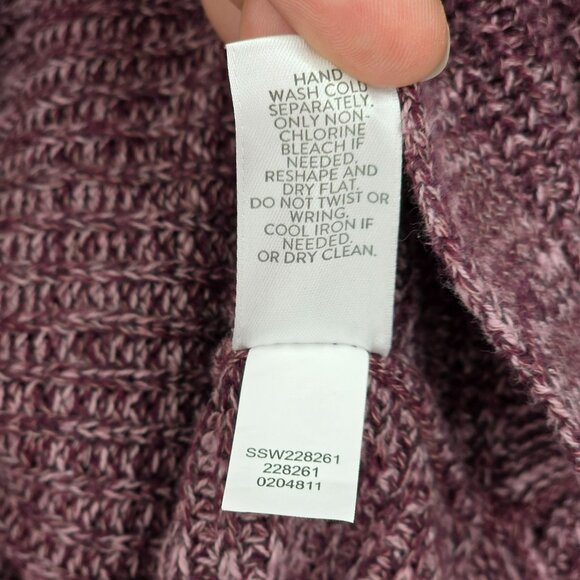 HAND
WASH COLD
SEPARATELY.
ONLY NON-
CHLORINE
BLEACH IF
NEEDED,
RESHAPE AND
DRY FLAT.
DO NOT TWIST OR
WRING.
COOL IRON IF
NEEDED.
OR DRY CLEAN.
SSW228261
228261
0204811